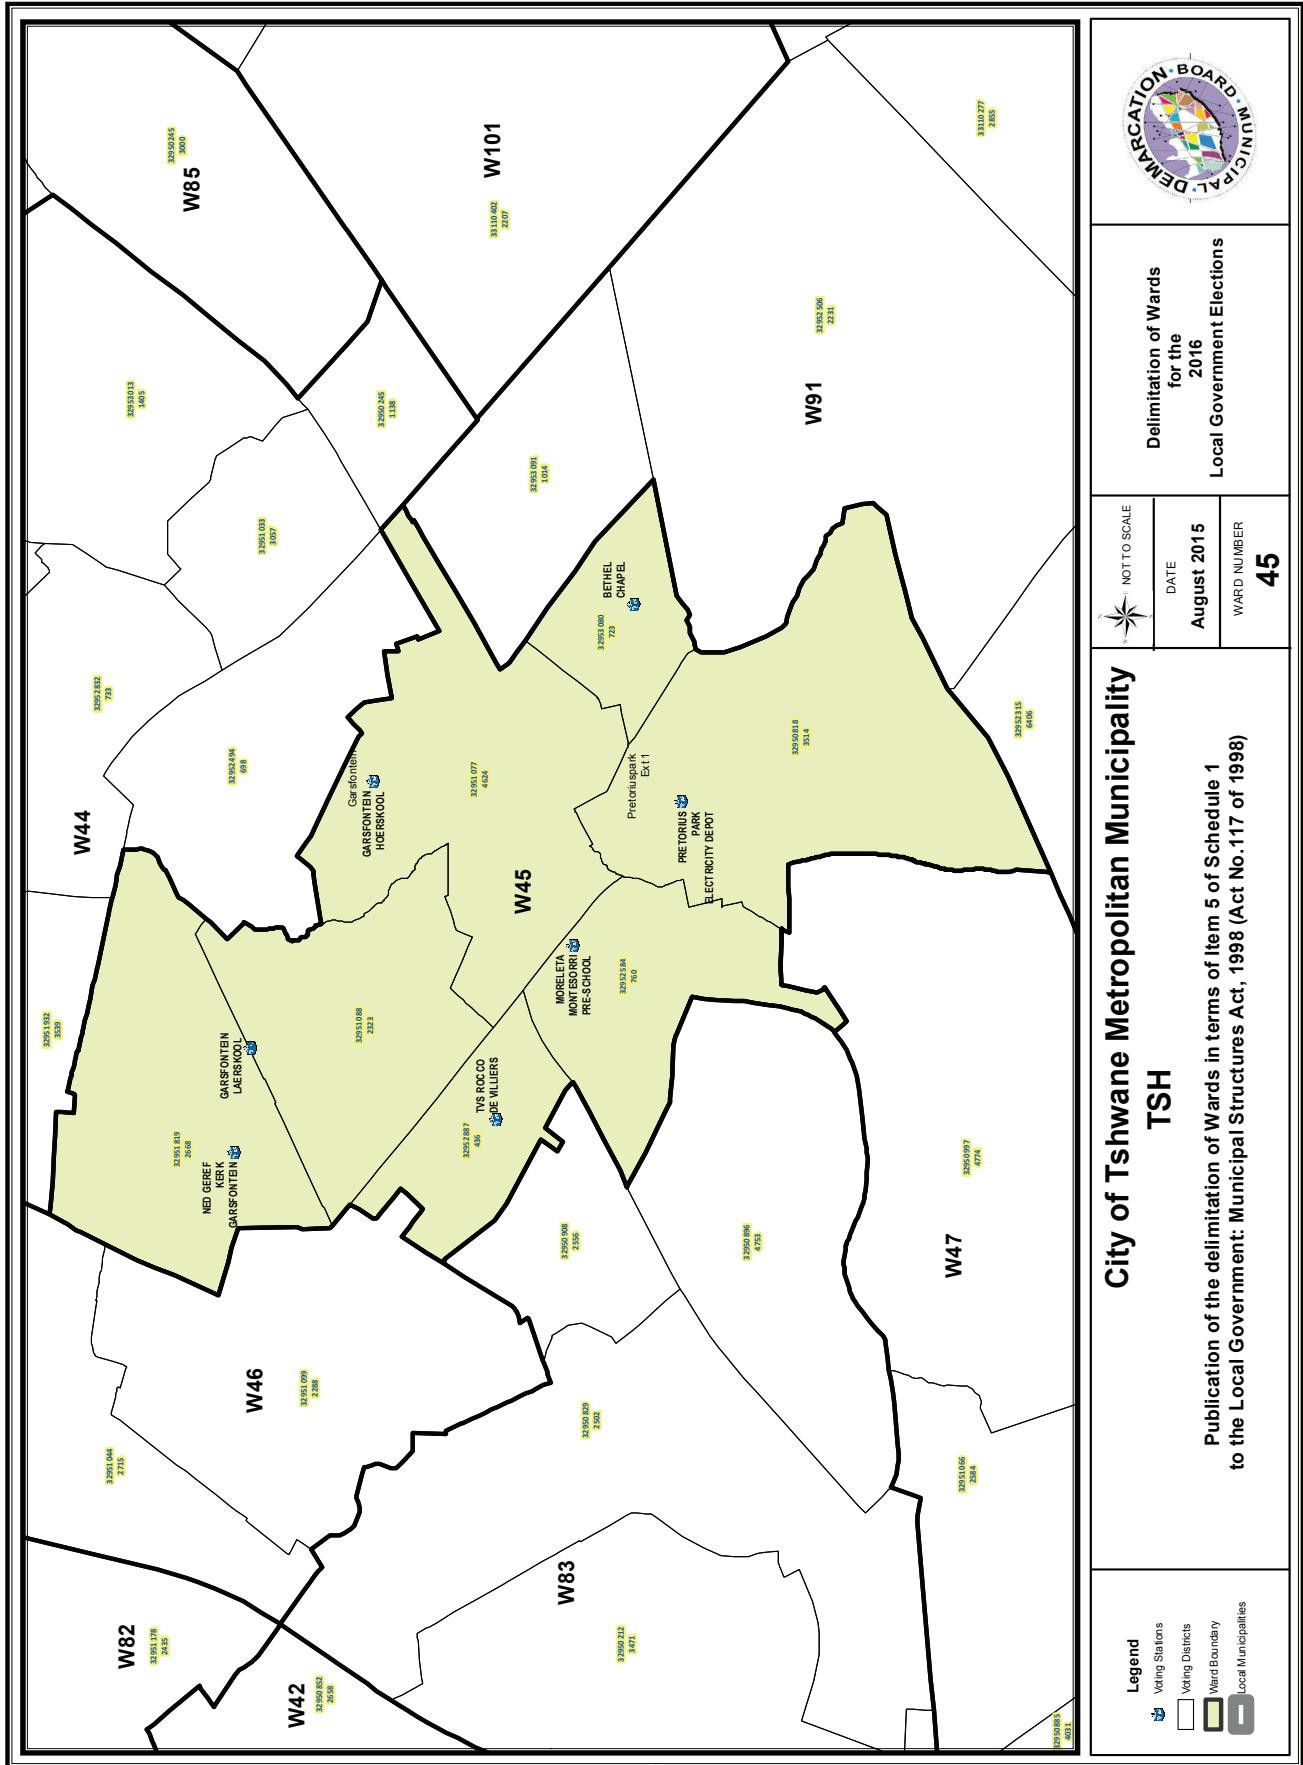 W85
32950245
3000
W101
33110402
2207
33110277
2855
32953013
1405
32950245
1138
32952506
2231
W91
32953091
1014
32951033
3057
32952832
733
32952494
698
W44
32951932
3539
BETHEL
CHAPEL
32953080
723
Garsfontein
GARSFONTEIN
HOERSKOOL
32951077
4624
Pretoriuspark
Ext 1
PRETORIUS
PARK
ELECTRICITY DEPOT
32950818
3514
32952315
6406
W45
MORELETA
MONTESORRI
PRE-SCHOOL
32952584
760
32951088
2323
GARSFONTEIN
LAERSKOOL
32951819
2668
NED GEREF
KERK
GARSFONTEIN
TVS ROCCO
DE VILLIERS
32952887
436
32950908
2556
32950896
4753
32950997
4774
W47
W46
32951099
2288
32951044
2715
32950829
2502
32951066
2584
W83
32950212
3471
W82
32951178
2435
W42
32950852
2658
32950885
4031
MUNICIPAL DEMARCATION BOARD
Delimitation of Wards
for the
2016
Local Government Elections
NOT TO SCALE
DATE
August 2015
WARD NUMBER
45
City of Tshwane Metropolitan Municipality
TSH
Publication of the delimitation of Wards in terms of Item 5 of Schedule 1
to the Local Government: Municipal Structures Act, 1998 (Act No.117 of 1998)
Legend
Voting Stations
Voting Districts
Ward Boundary
Local Municipalities